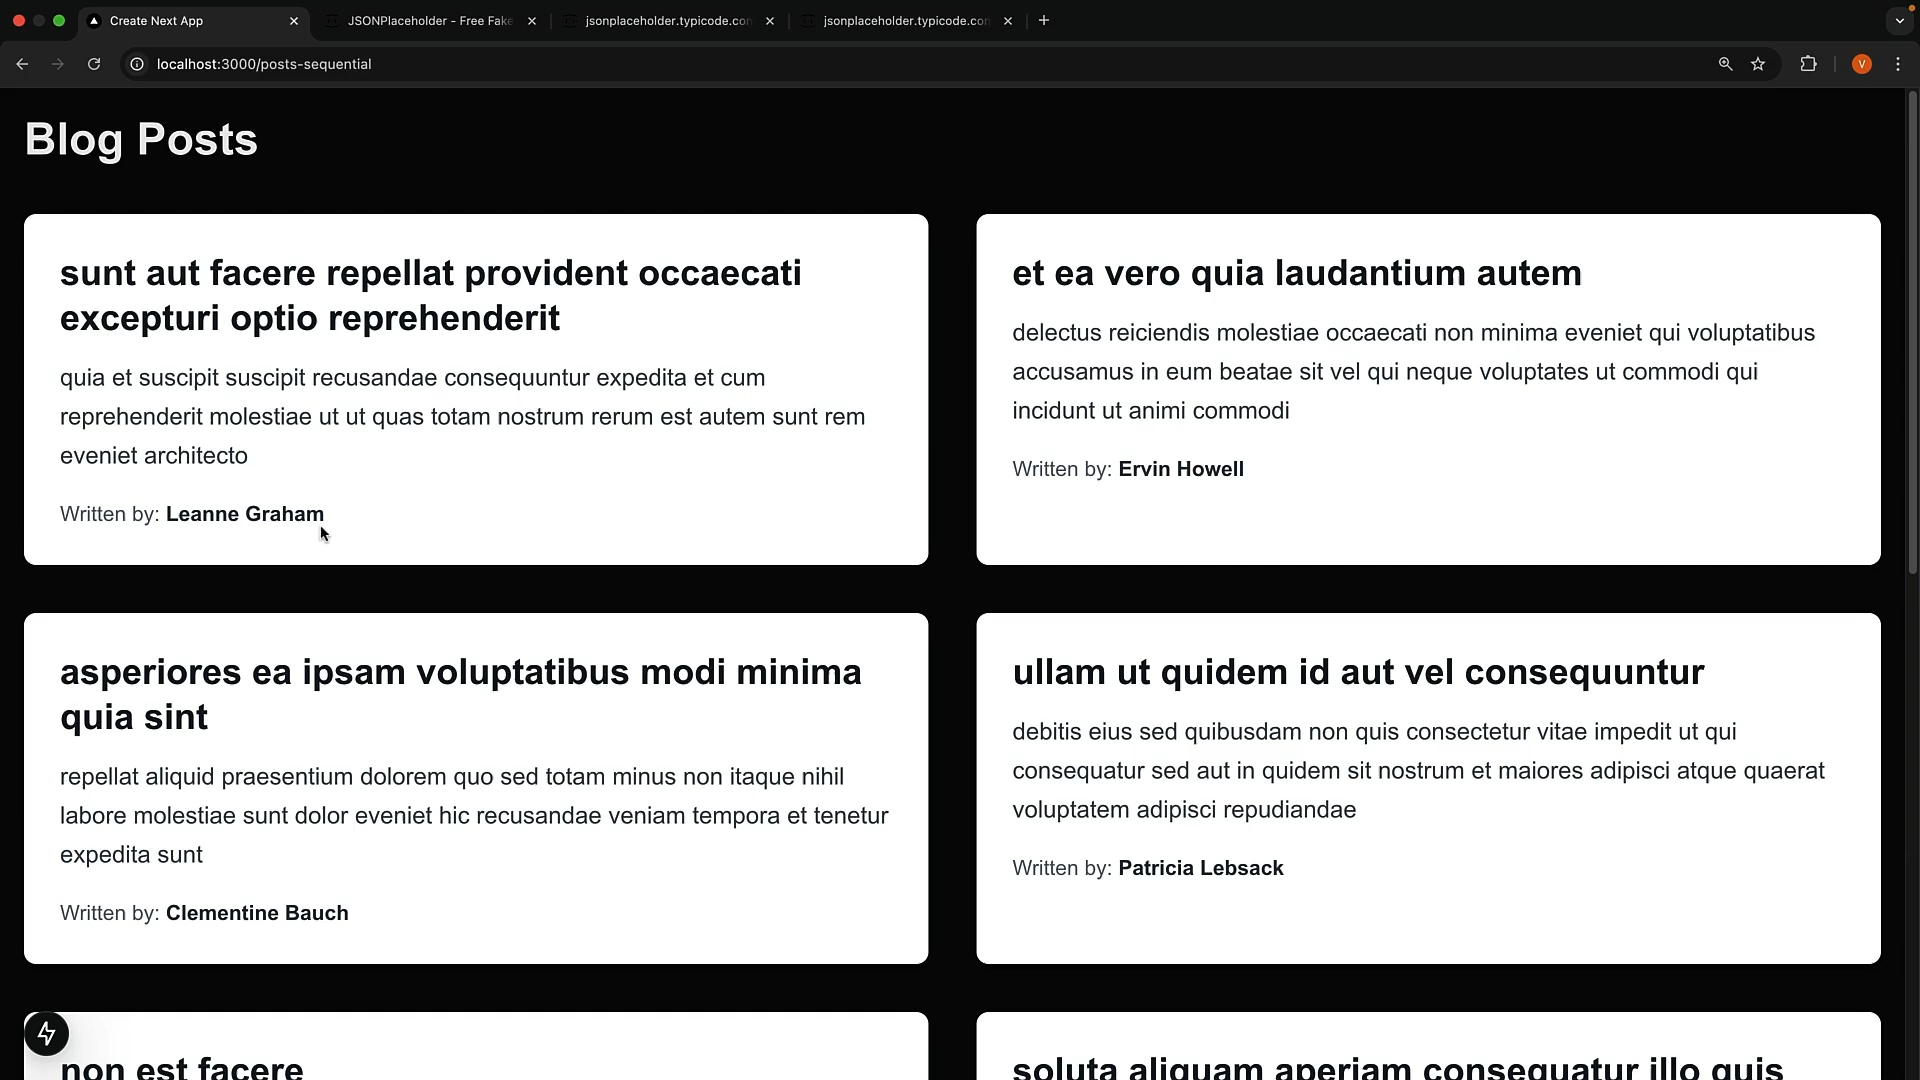 Create Next App
JSONPlaceholder - Free Fake
jsonplaceholder.typicode.con
jsonplaceholder.typicode.con
localhost:3000/posts-sequential
V
Blog Posts
sunt aut facere repellat provident occaecati
excepturi optio reprehenderit
quia et suscipit suscipit recusandae consequuntur expedita et cum
reprehenderit molestiae ut ut quas totam nostrum rerum est autem sunt rem
eveniet architecto
Written by: Leanne Graham
et ea vero quia laudantium autem
delectus reiciendis molestiae occaecati non minima eveniet qui voluptatibus
accusamus in eum beatae sit vel qui neque voluptates ut commodi qui
incidunt ut animi commodi
Written by: Ervin Howell
asperiores ea ipsam voluptatibus modi minima
quia sint
repellat aliquid praesentium dolorem quo sed totam minus non itaque nihil
labore molestiae sunt dolor eveniet hic recusandae veniam tempora et tenetur
expedita sunt
Written by: Clementine Bauch
ullam ut quidem id aut vel consequuntur
debitis eius sed quibusdam non quis consectetur vitae impedit ut qui
consequatur sed aut in quidem sit nostrum et maiores adipisci atque quaerat
voluptatem adipisci repudiandae
Written by: Patricia Lebsack
non est facere
soluta aliquam aperiam consequatur illo quis